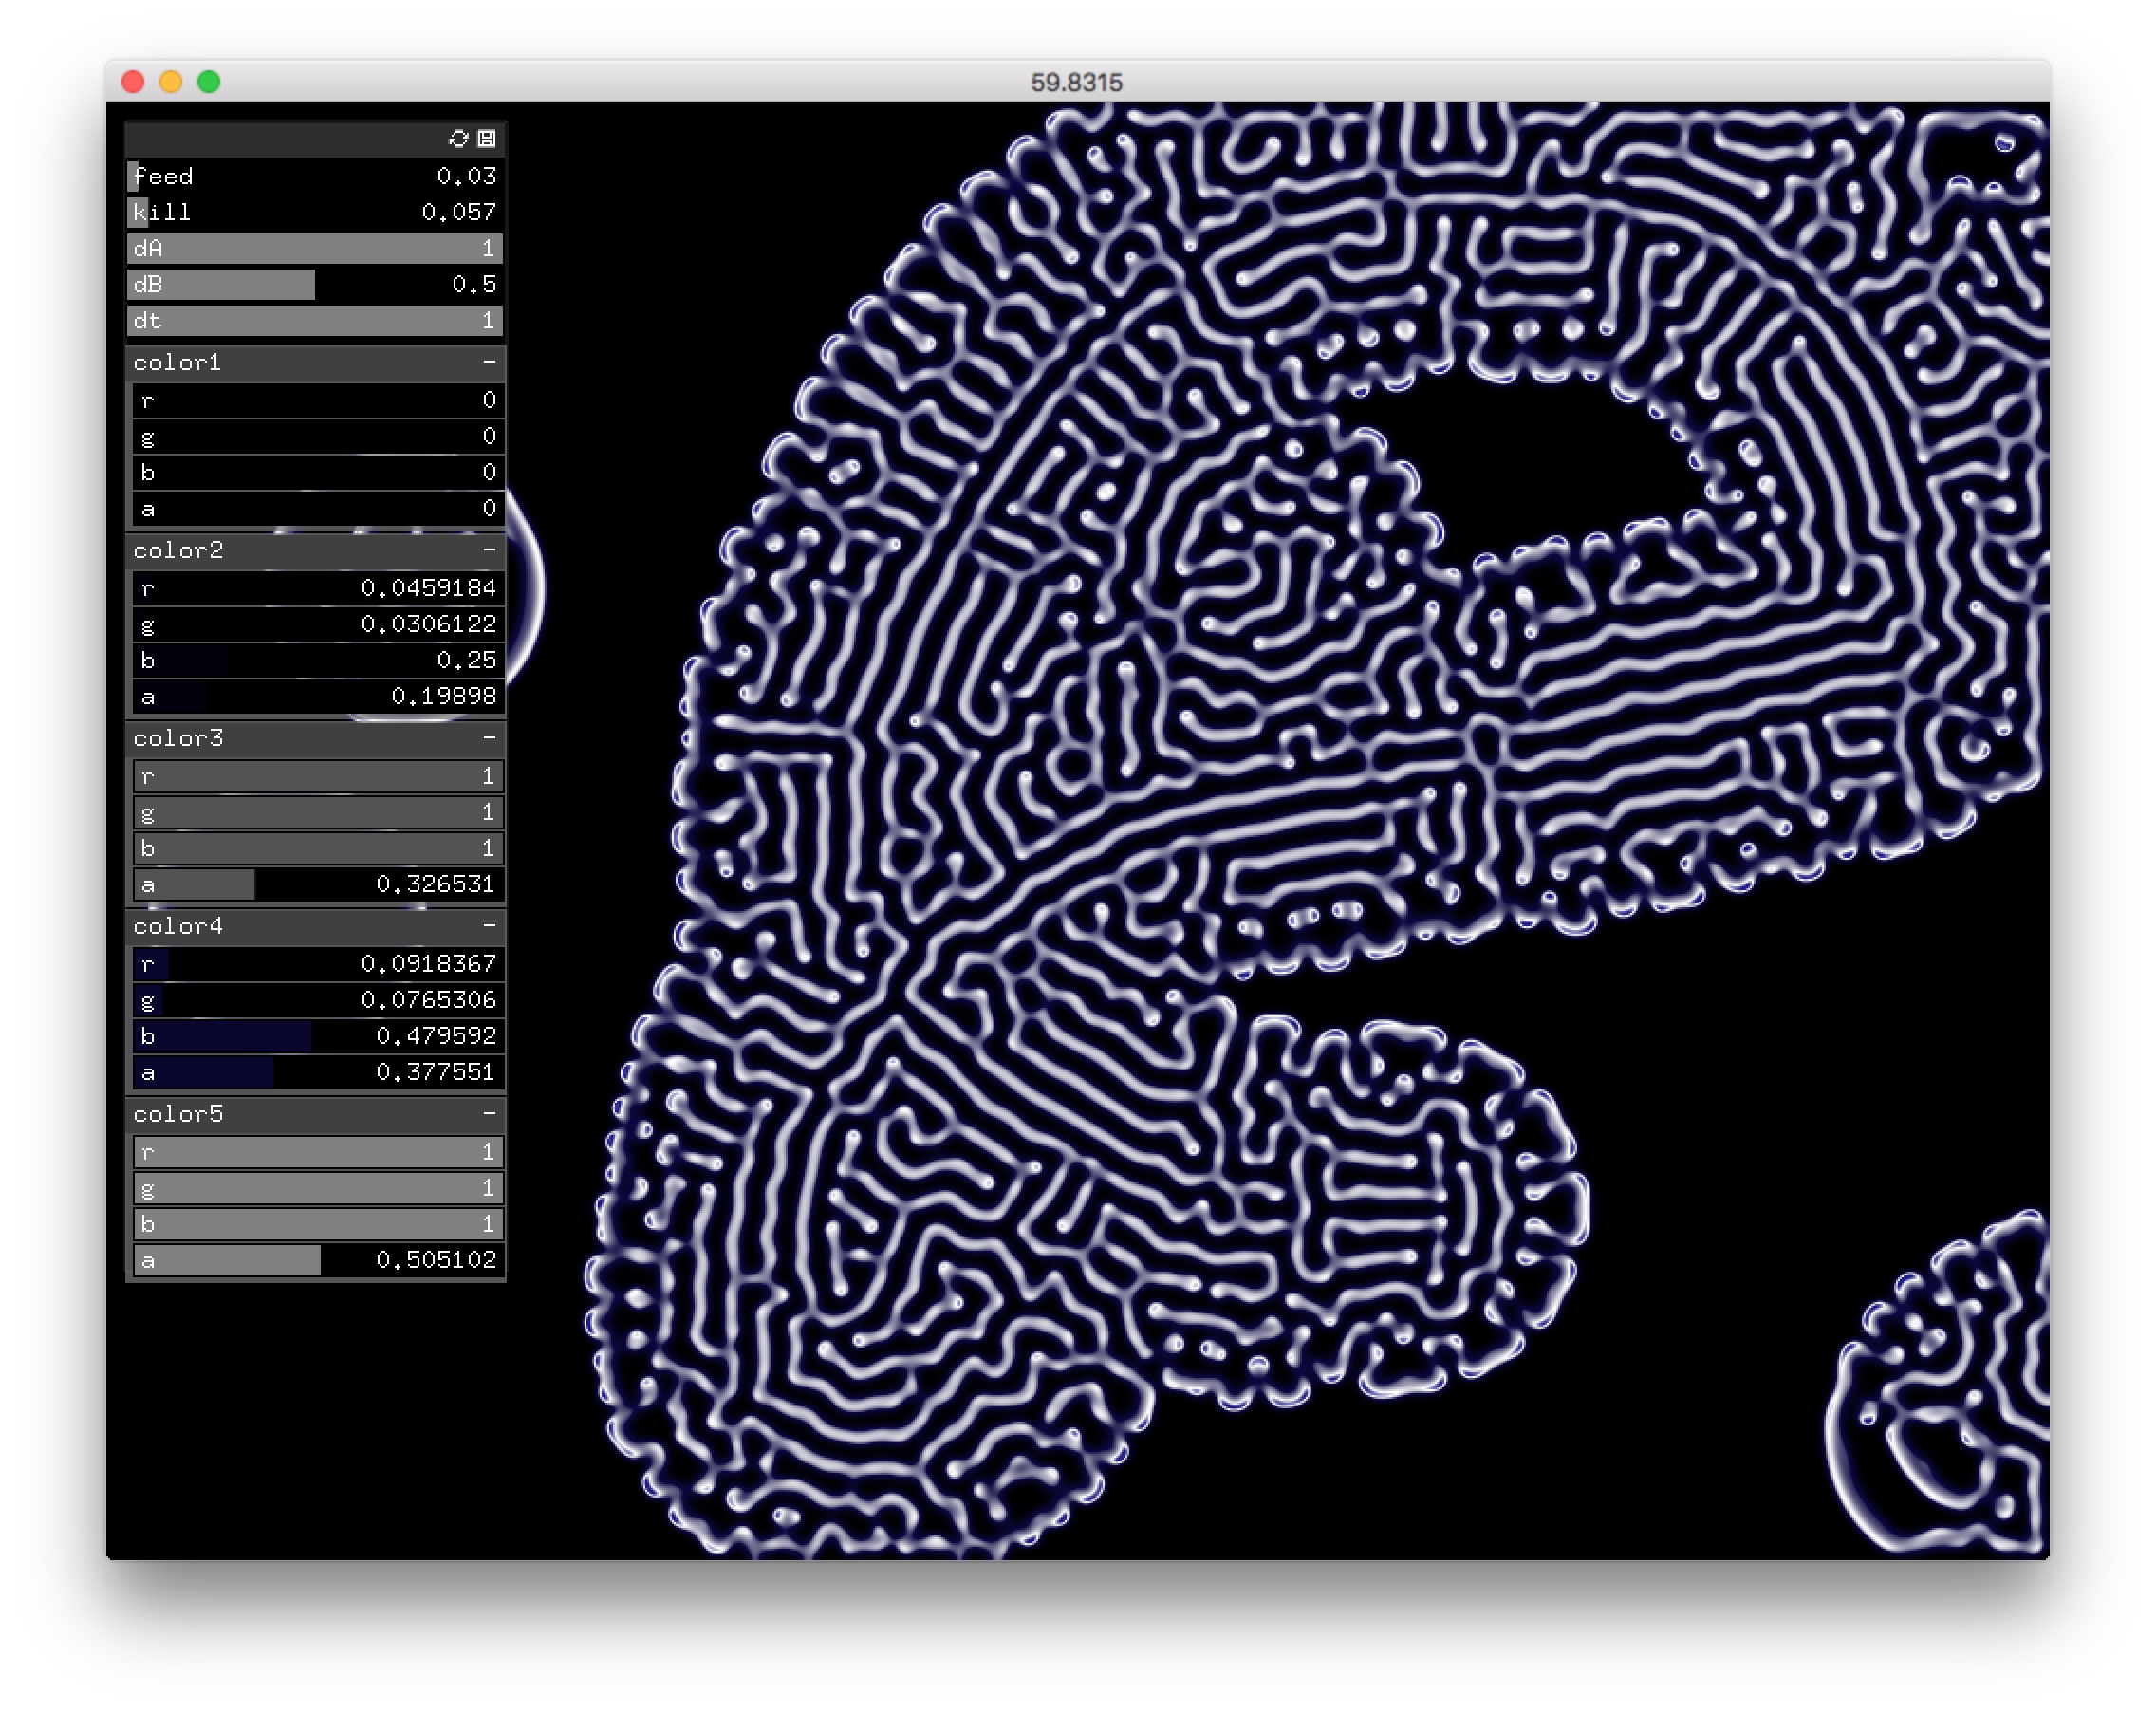 59.8315
feed 0.03
kill 0.057
dA 1
dB 0.5
dt 1
color1 -
r 0
g 0
b 0
a 0
color2 -
r 0.0459184
g 0.0306122
b 0.25
a 0.19898
color3 -
r 1
g 1
b 1
a 0.326531
color4 -
r 0.0918367
g 0.0765306
b 0.479592
a 0.377551
color5 -
r 1
g 1
b 1
a 0.505102